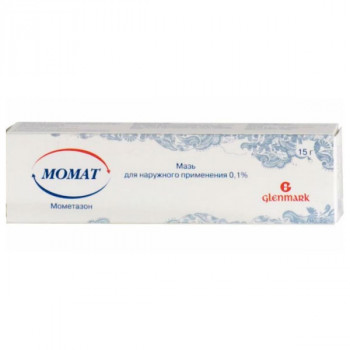 МОМАТ®
Мометазон
Мазь
для наружного применения 0,1%
15 г
G
Glenmark